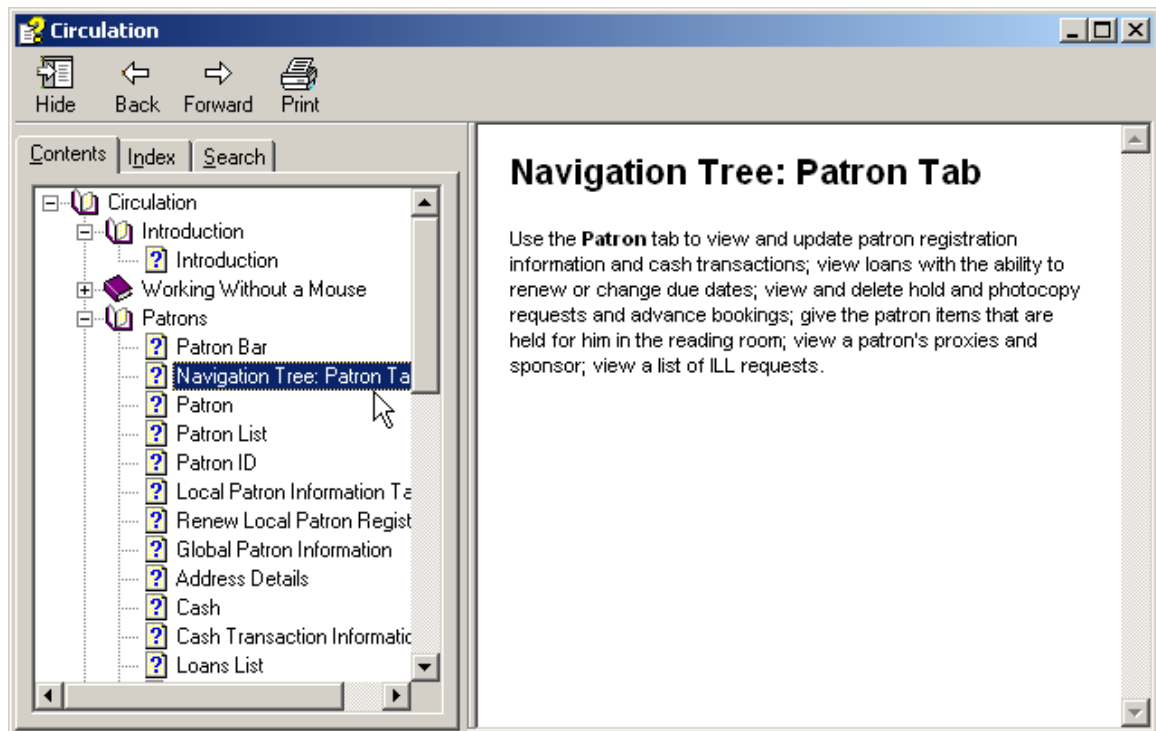 Circulation
Hide Back Forward Print
Contents Index Search
Circulation
Introduction
Introduction
Working Without a Mouse
Patrons
Patron Bar
Navigation Tree: Patron Ta
Patron
Patron List
Patron ID
Local Patron Information Ta
Renew Local Patron Regist
Global Patron Information
Address Details
Cash
Cash Transaction Informatic
Loans List
Navigation Tree: Patron Tab
Use the Patron tab to view and update patron registration
information and cash transactions; view loans with the ability to
renew or change due dates; view and delete hold and photocopy
requests and advance bookings; give the patron items that are
held for him in the reading room; view a patron's proxies and
sponsor; view a list of ILL requests.